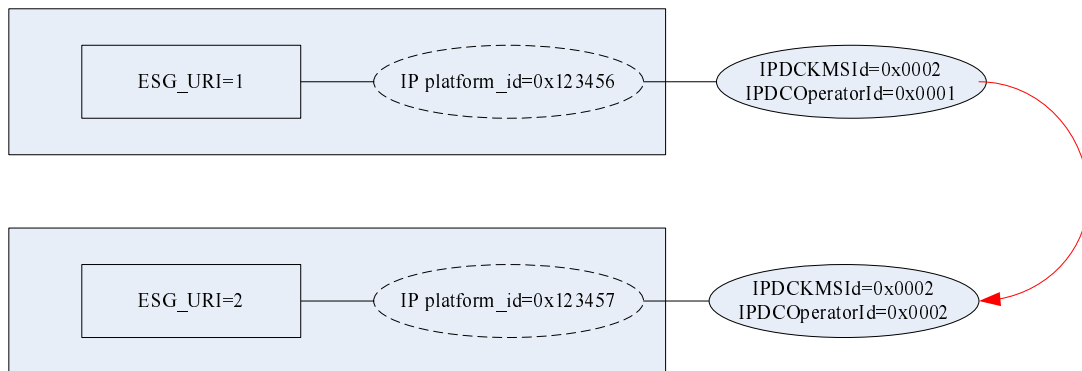 ESG_URI=1
IP platform_id=0x123456
IPDCKMSId=0x0002
IPDCOperatorId=0x0001
ESG_URI=2
IP platform_id=0x123457
IPDCKMSId=0x0002
IPDCOperatorId=0x0002